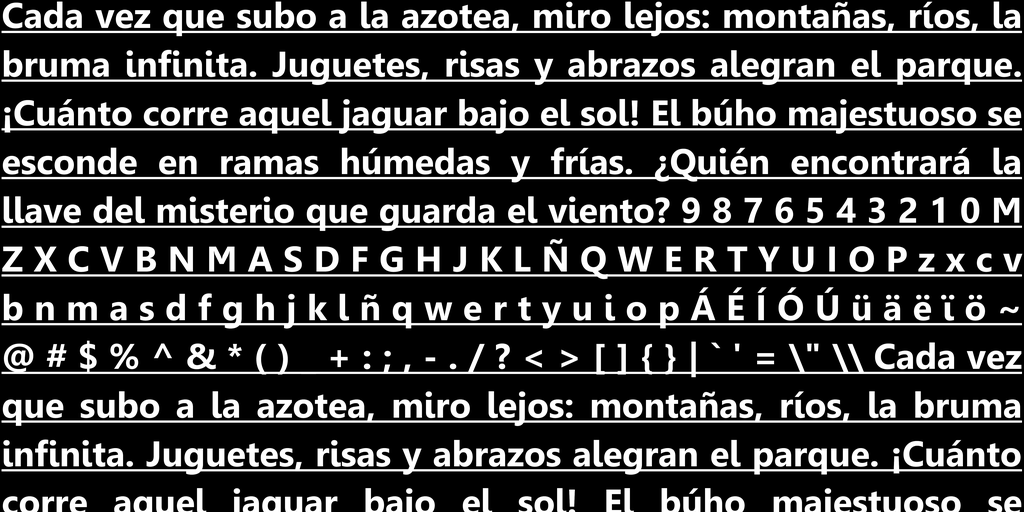 Cada vez que subo a la azotea, miro lejos: montañas, ríos, la
bruma infinita. Juguetes, risas y abrazos alegran el parque.
¡Cuánto corre aquel jaguar bajo el sol! El búho majestuoso se
esconde en ramas húmedas y frías. ¿Quién encontrará la
llave del misterio que guarda el viento? 9 8 7 6 5 4 3 2 1 0 M
Z X C V B N M A S D F G H J K L Ñ Q W E R T Y U I O P z x c v
b n m a s d f g h j k l ñ q w e r t y u i o p Á É Í Ó Ú ü ä ë ï ö ~
@ # $ % ^ & * ( ) _ + : ; , - . / ? < > [ ] { } | ` ' = \" \\ Cada vez
que subo a la azotea, miro lejos: montañas, ríos, la bruma
infinita. Juguetes, risas y abrazos alegran el parque. ¡Cuánto
corre aquel jaguar bajo el sol! El búho majestuoso se